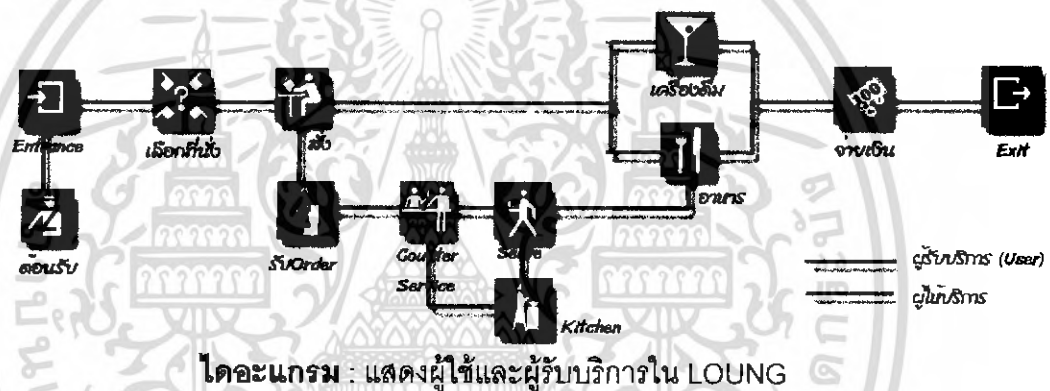 เครื่องดื่ม
Entrance
เลือกที่นั่ง
สั่ง
จ่ายเงิน
Exit
100
?
อาหาร
ต้อนรับ
รับOrder
Counter
Service
Serve
Kitchen
ผู้รับบริการ (User)
ผู้ให้บริการ
ไดอะแกรม : แสดงผู้ใช้และผู้รับบริการใน LOUNG